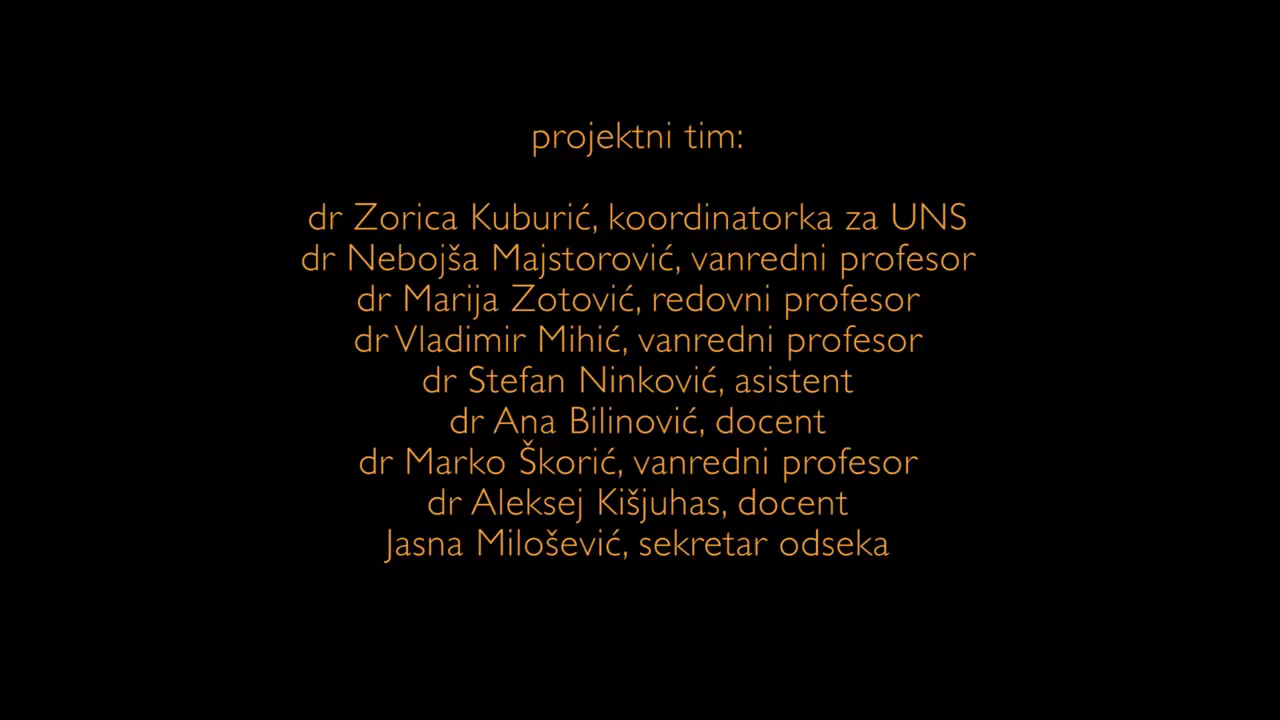 projektni tim:
dr Zorica Kuburić, koordinatorka za UNS
dr Nebojša Majstorović, vanredni profesor
dr Marija Zotović, redovni profesor
dr Vladimir Mihić, vanredni profesor
dr Stefan Ninković, asistent
dr Ana Bilinović, docent
dr Marko Škorić, vanredni profesor
dr Aleksej Kišjuhas, docent
Jasna Milošević, sekretar odseka